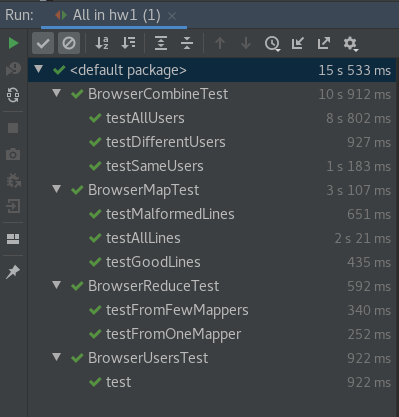 Run: All in hw1 (1) ×
<default package> 15 s 533 ms
BrowserCombineTest 10 s 912 ms
testAllUsers 8 s 802 ms
testDifferentUsers 927 ms
testSameUsers 1 s 183 ms
BrowserMapTest 3 s 107 ms
testMalformedLines 651 ms
testAllLines 2 s 21 ms
testGoodLines 435 ms
BrowserReduceTest 592 ms
testFromFewMappers 340 ms
testFromOneMapper 252 ms
BrowserUsersTest 922 ms
test 922 ms